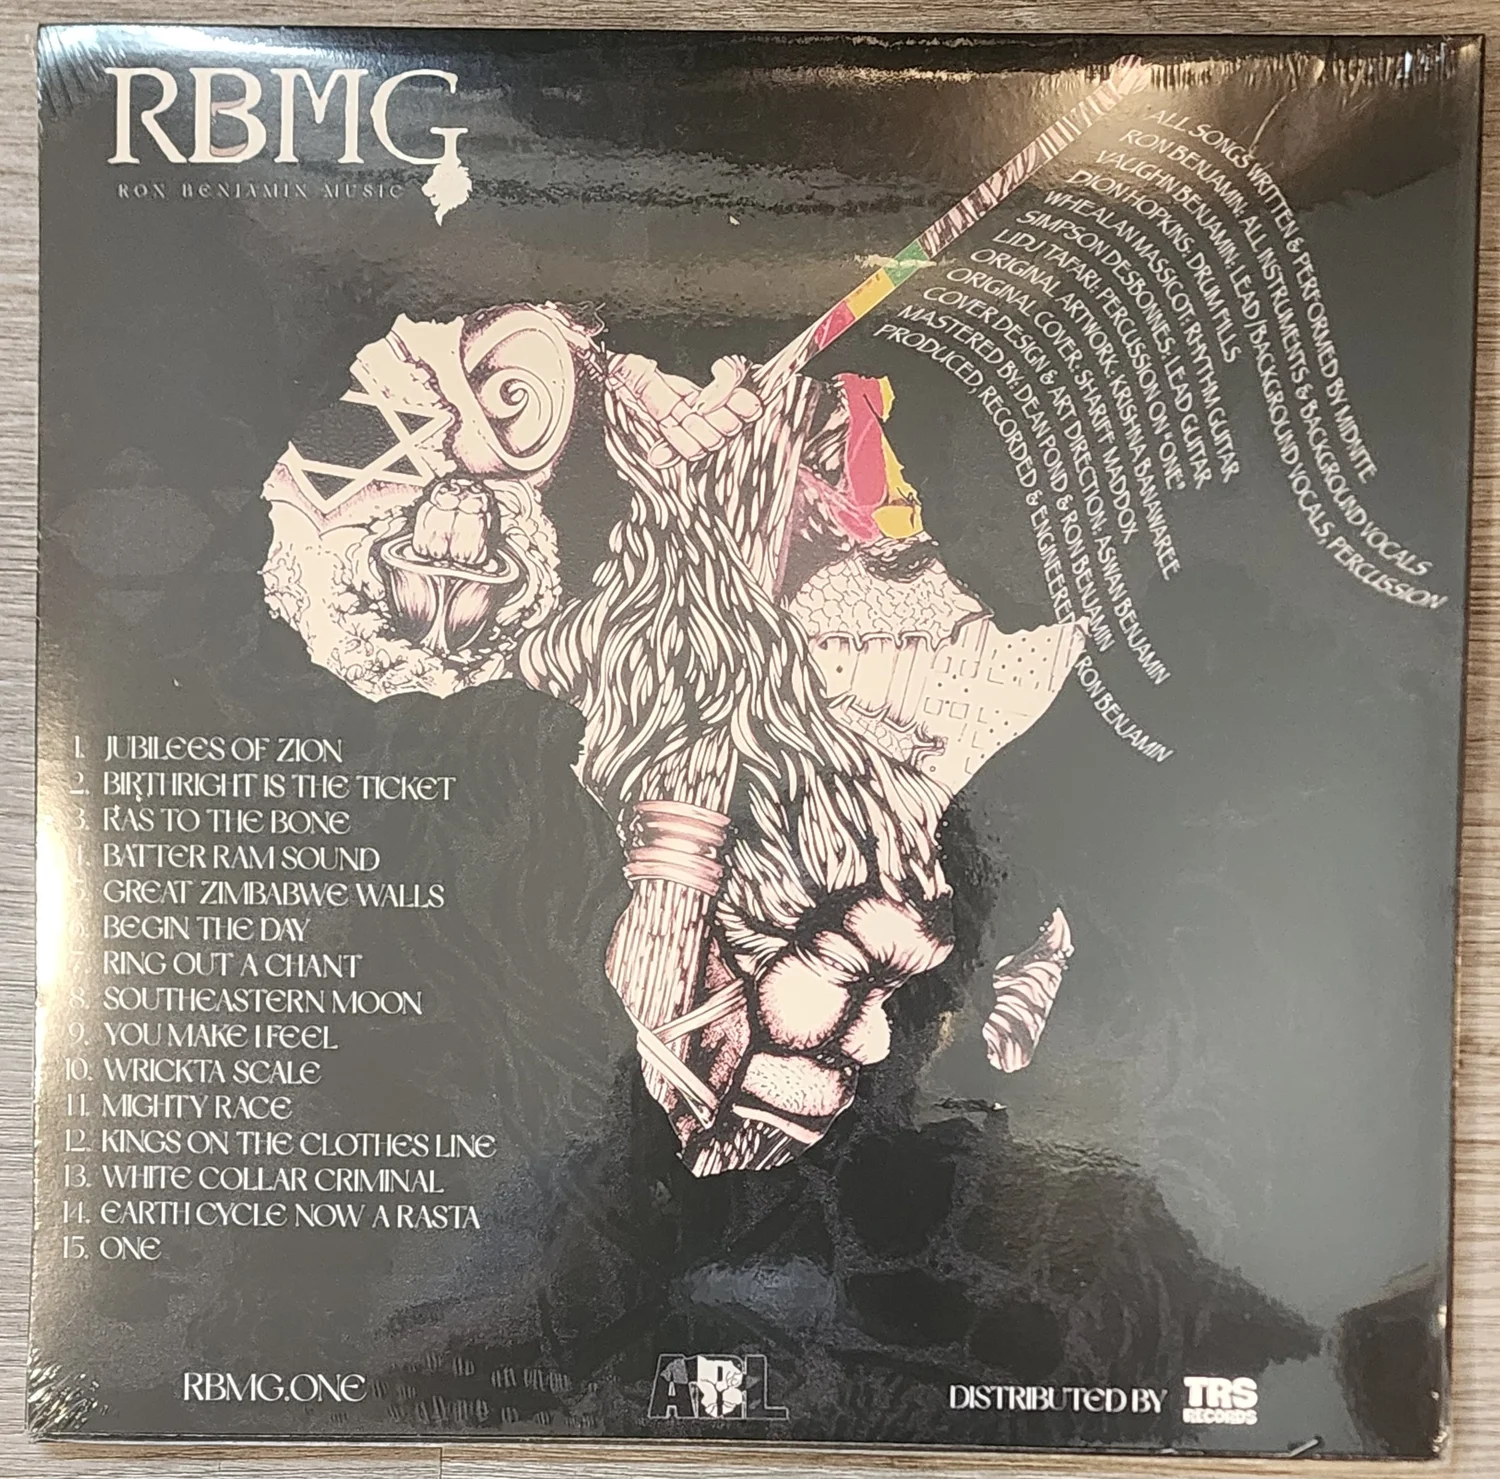 RBMG
RON BENJAMIN MUSIC
ALL SONGS WRITTEN & PERFORMED BY MIDNITE
RON BENJAMIN: ALL INSTRUMENTS & BACKGROUND VOCALS
VAUGHN BENJAMIN: LEAD/BACKGROUND VOCALS, PERCUSSION
DION HOPKINS: DRUM FILLS
WHEALAN MASSICOT: RHYTHM GUITAR
SIMPSON DESBONNES: LEAD GUITAR
LIDJ TAFARI: PERCUSSION ON 'ONE'
ORIGINAL ARTWORK: KRISHNA BANAWAREE
ORIGINAL COVER: SHARIFF MADDOX
COVER DESIGN & ART DIRECTION: ASWAN BENJAMIN
MASTERED BY: DEAN POND & RON BENJAMIN
PRODUCED, RECORDED & ENGINEERED RON BENJAMIN
1. JUBILEES OF ZION
2. BIRTHRIGHT IS THE TICKET
3. RAS TO THE BONE
4. BATTER RAM SOUND
5. GREAT ZIMBABWE WALLS
6. BEGIN THE DAY
7. RING OUT A CHANT
8. SOUTHEASTERN MOON
9. YOU MAKE I FEEL
10. WRICKTA SCALE
11. MIGHTY RACE
12. KINGS ON THE CLOTHES LINE
13. WHITE COLLAR CRIMINAL
14. EARTH CYCLE NOW A RASTA
15. ONE
RBMG.ONE
DISTRIBUTED BY TRS RECORDS